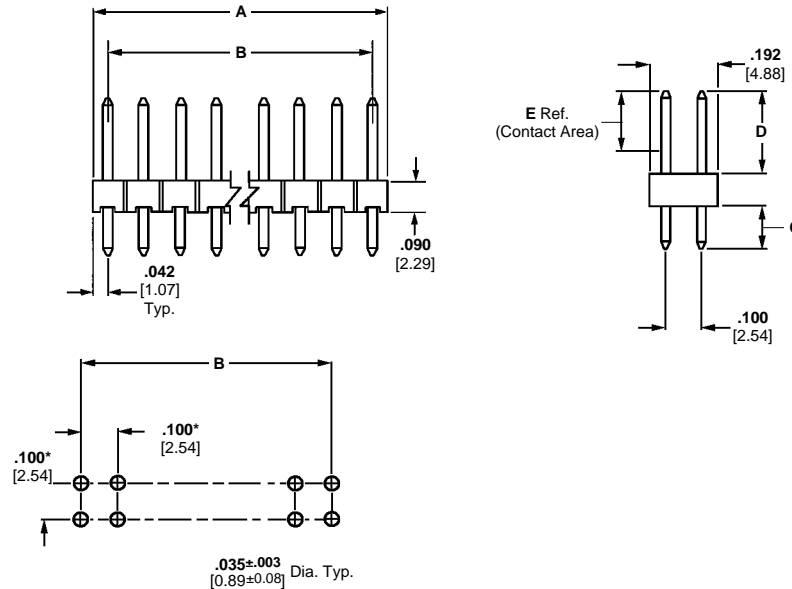 A
B
.192
[4.88]
E Ref.
(Contact Area)
D
.090
[2.29]
.042
[1.07]
Typ.
.100
[2.54]
B
.100*
[2.54]
.100*
[2.54]
.035±.003
[0.89±0.08] Dia. Typ.